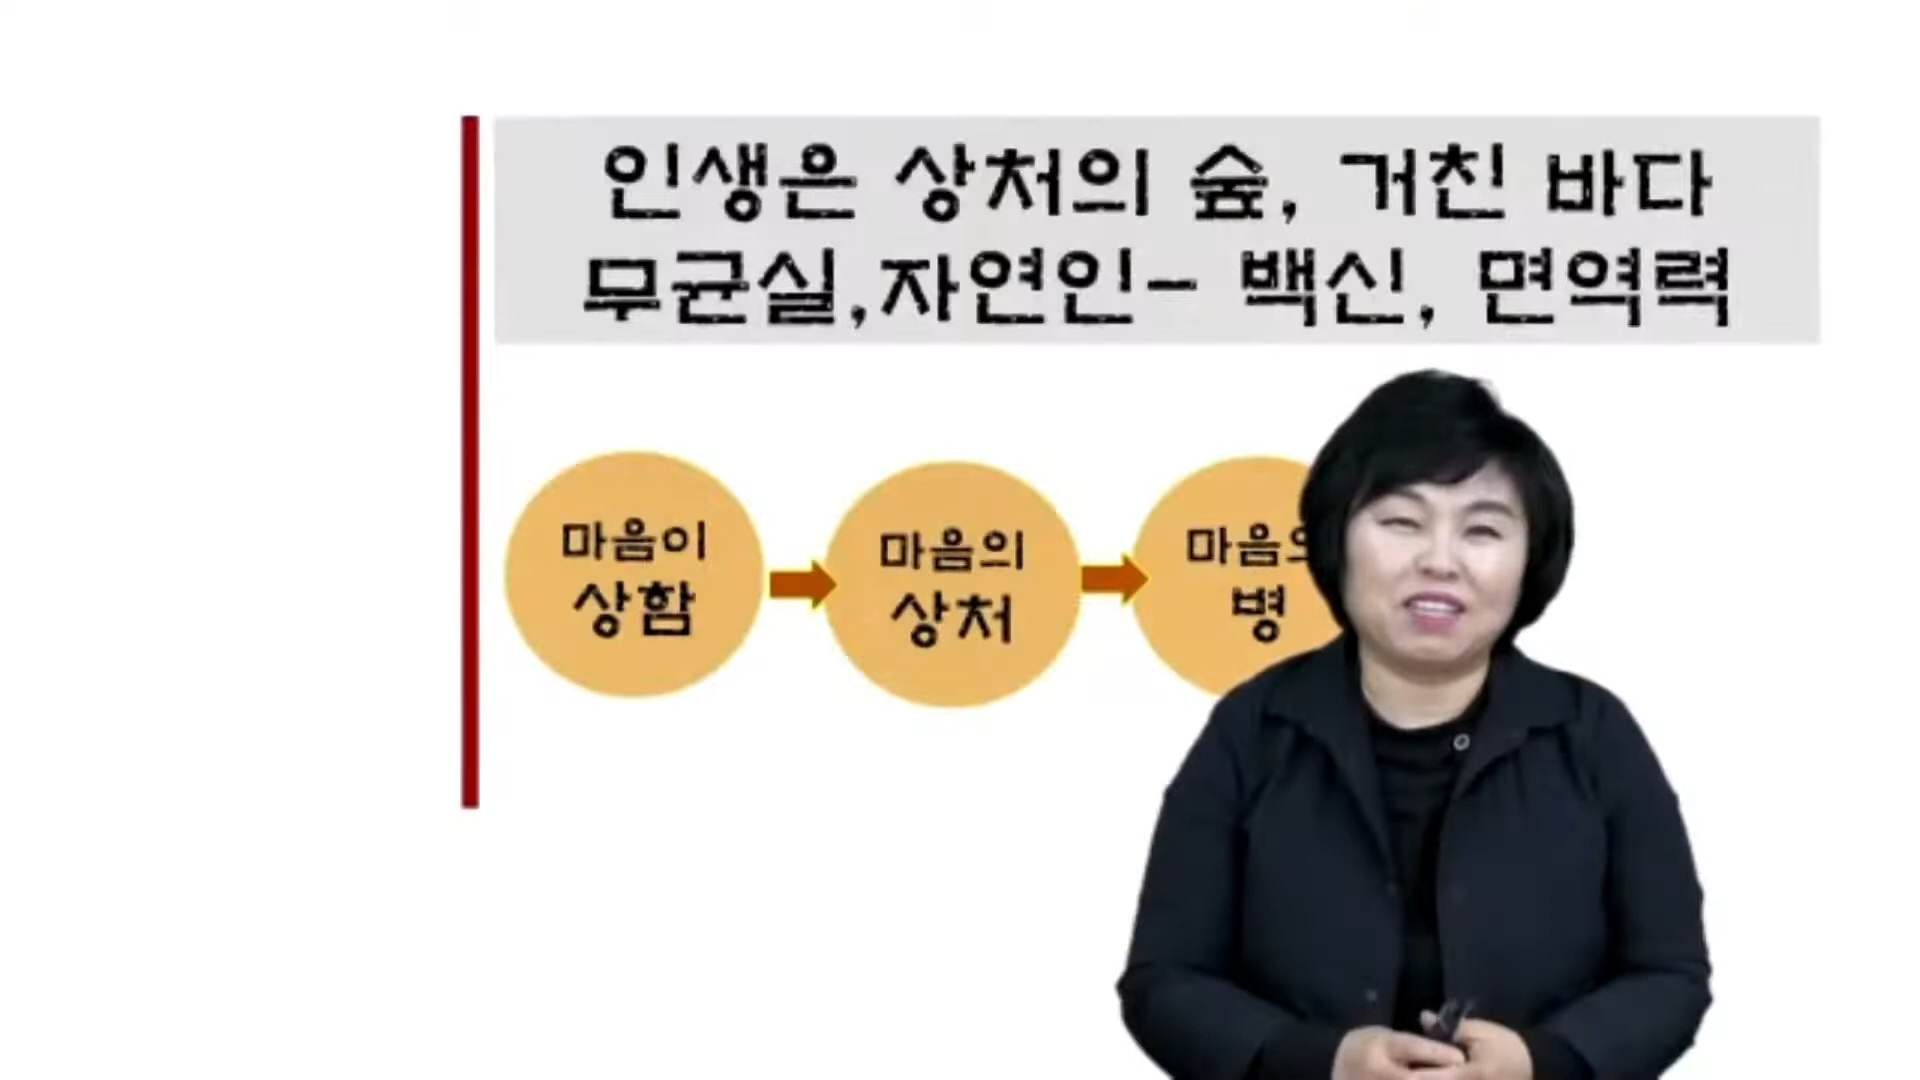 인생은 상처의 숲, 거친 바다
무균실,자연인- 백신, 면역력
마음이
상함
마음의
상처
병